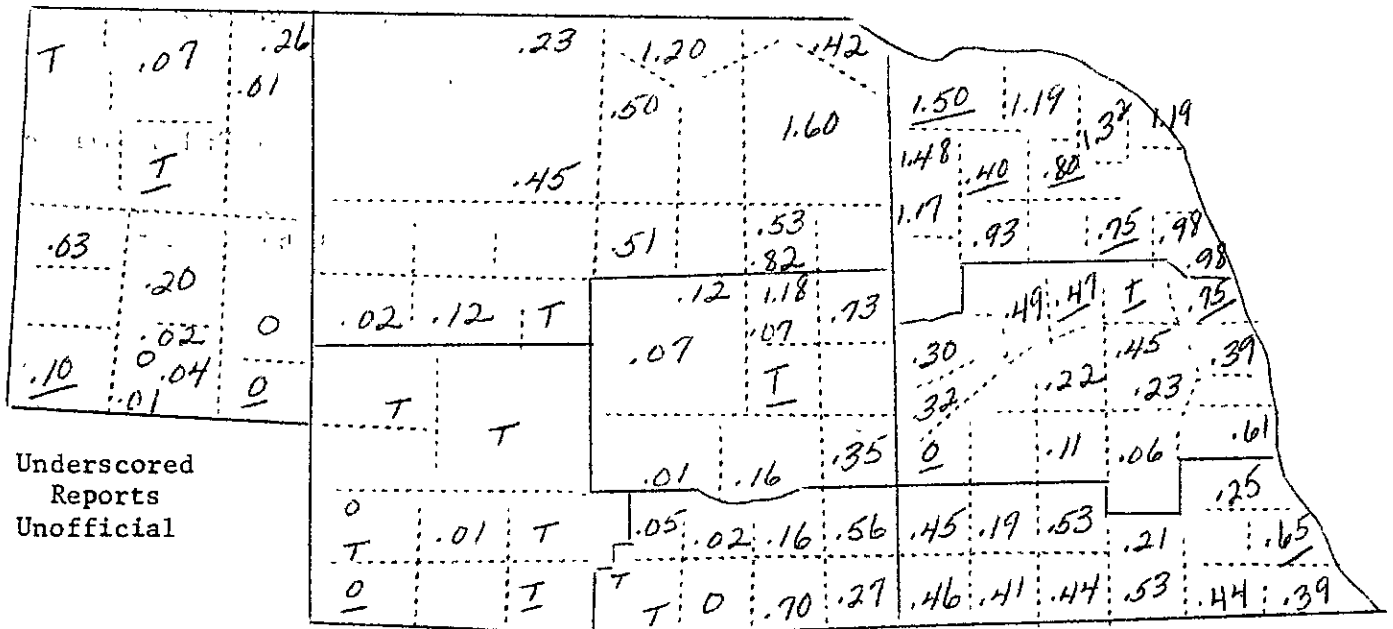 T .07 .26 .23 1.20 .42
.01 .50 1.60 1.50 1.19 1.32 1.19
T .45 1.48 .40 .80
1.17
.03 .51 .53 .93 .75 .98
.82 .98
.20 .02 .12 T .12 1.18 .73 .49 .47 T .75
.02 0 .07 .07 .30 .45 .39
.10 0 .04 0 T T .32 .22 .23
.01 T
.01 .16 .35 0 .11 .06 .61
Underscored
Reports
Unofficial
0 .01 T .05 .02 .16 .56 .45 .19 .53 .21 .25
T .65
0 T T T 0 .70 .27 .46 .41 .44 .53 .44 .39